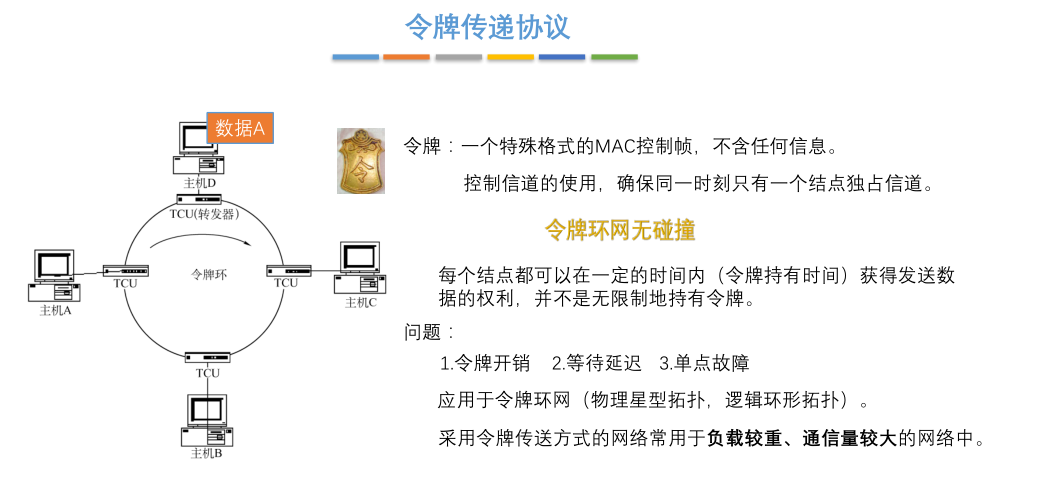 令牌传递协议
数据A
主机D
TCU(转发器)
令牌环
TCU
主机A
TCU
主机C
TCU
主机B
令
令牌：一个特殊格式的MAC控制帧，不含任何信息。
控制信道的使用，确保同一时刻只有一个结点独占信道。
令牌环网无碰撞
每个结点都可以在一定的时间内（令牌持有时间）获得发送数
据的权利，并不是无限制地持有令牌。
问题：
1.令牌开销 2.等待延迟 3.单点故障
应用于令牌环网（物理星型拓扑，逻辑环形拓扑）。
采用令牌传送方式的网络常用于负载较重、通信量较大的网络中。